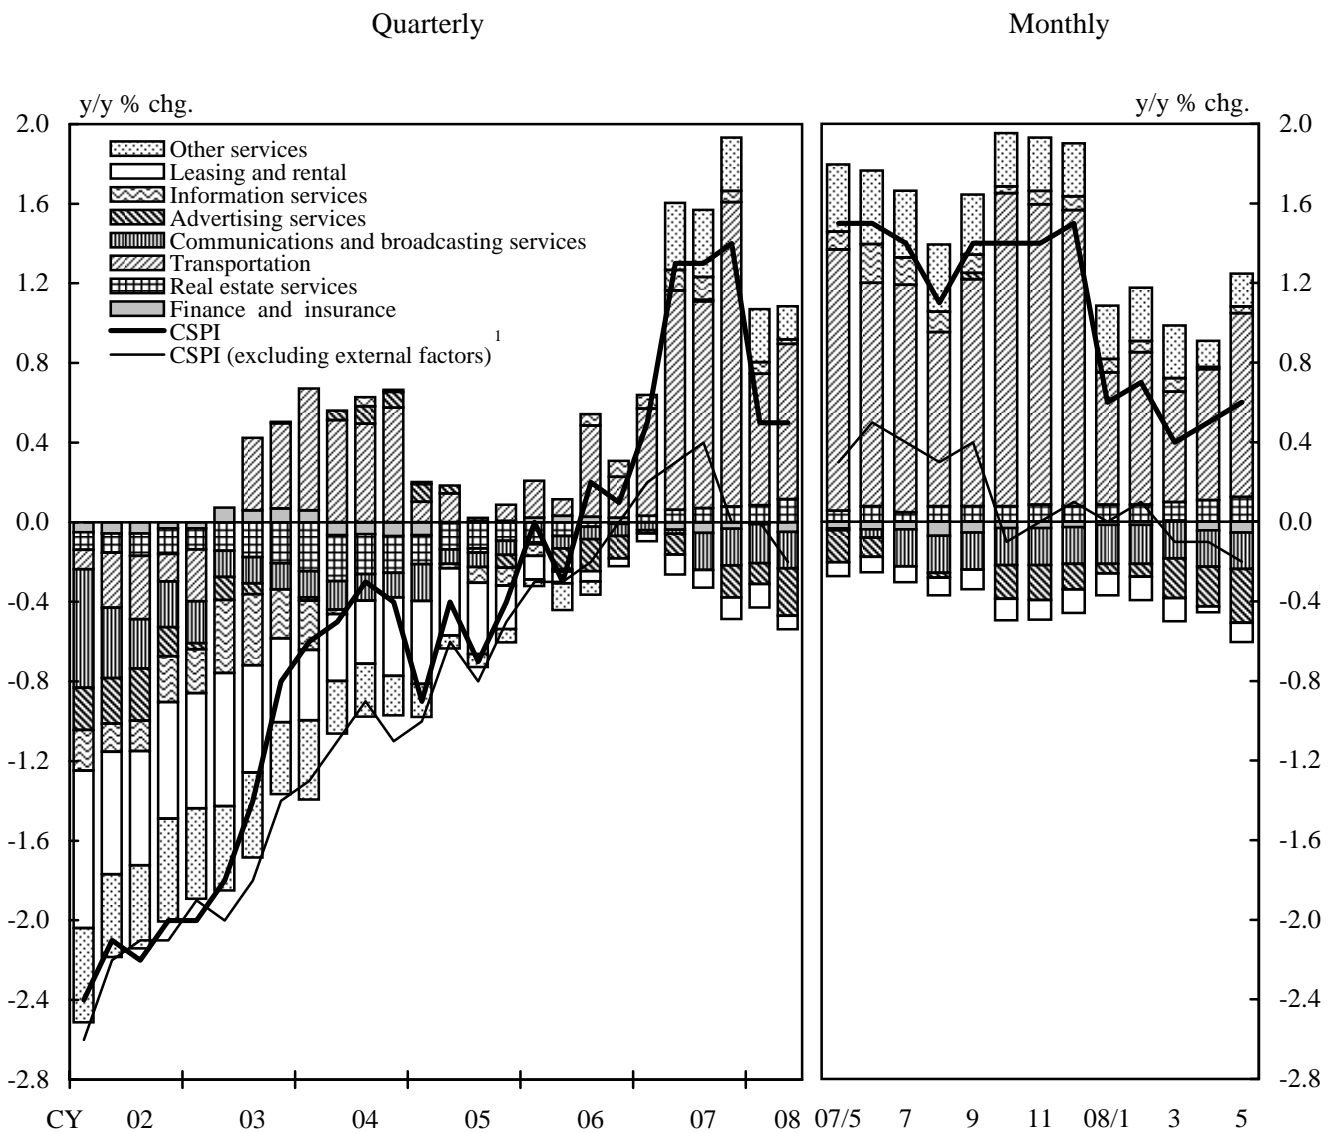 Quarterly Monthly
y/y % chg. y/y % chg.
2.0 2.0
Other services
Leasing and rental
1.6 Information services 1.6
Advertising services
Communications and broadcasting services
Transportation
1.2 Real estate services 1.2
Finance and insurance
CSPI
CSPI (excluding external factors) 1
0.8 0.8
0.4 0.4
0.0 0.0
-0.4 -0.4
-0.8 -0.8
-1.2 -1.2
-1.6 -1.6
-2.0 -2.0
-2.4 -2.4
-2.8 -2.8
CY 02 03 04 05 06 07 08 07/5 7 9 11 08/1 3 5